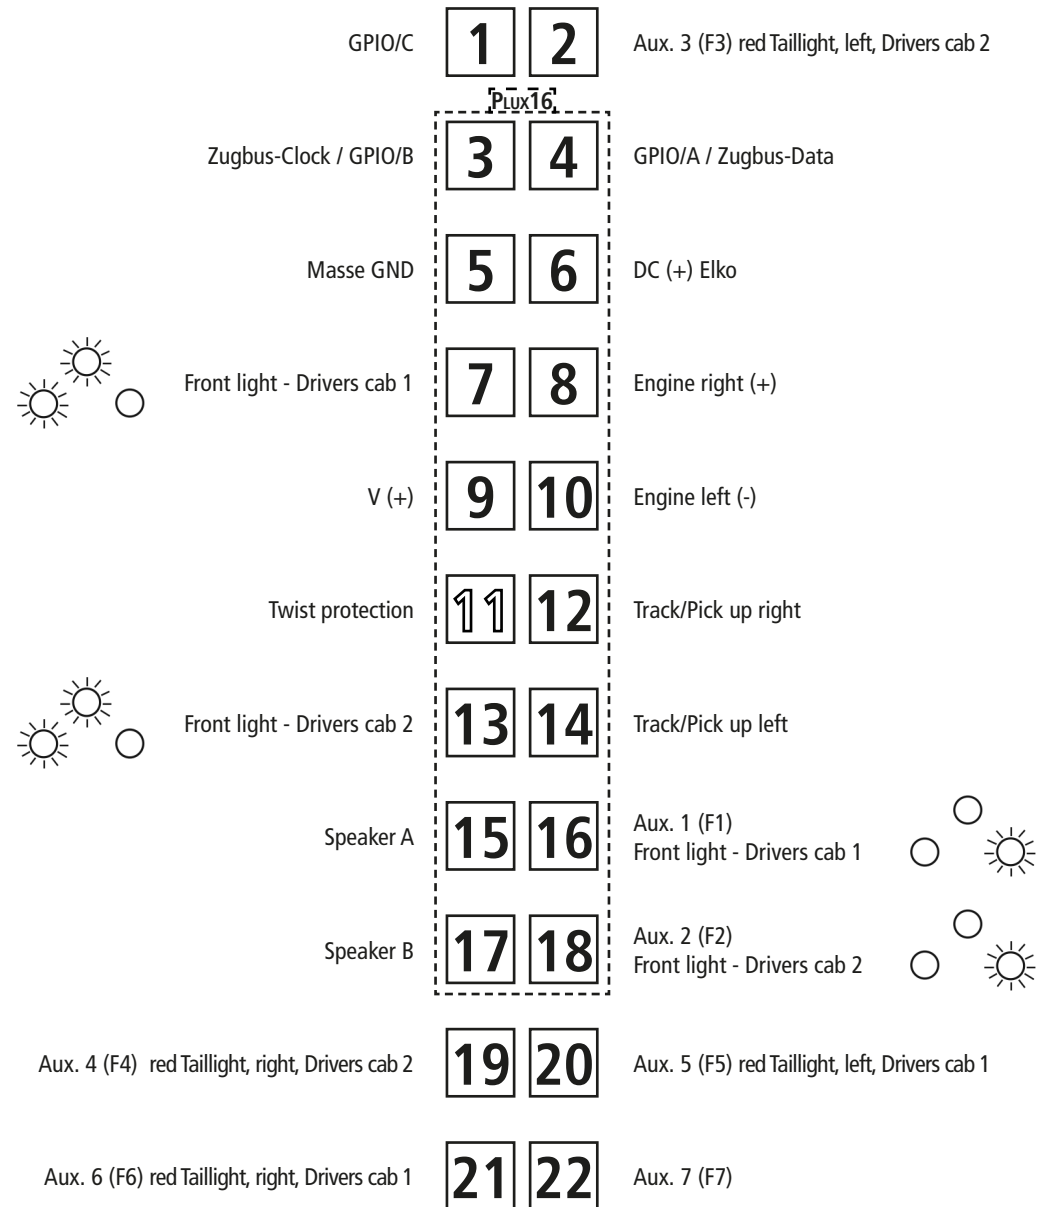 GPIO/C 1 2 Aux. 3 (F3) red Taillight, left, Drivers cab 2
PLUX16
Zugbus-Clock / GPIO/B 3 4 GPIO/A / Zugbus-Data
Masse GND 5 6 DC (+) Elko
Front light - Drivers cab 1 7 8 Engine right (+)
V (+) 9 10 Engine left (-)
Twist protection 11 12 Track/Pick up right
Front light - Drivers cab 2 13 14 Track/Pick up left
Speaker A 15 16 Aux. 1 (F1)
Front light - Drivers cab 1
Speaker B 17 18 Aux. 2 (F2)
Front light - Drivers cab 2
Aux. 4 (F4) red Taillight, right, Drivers cab 2 19 20 Aux. 5 (F5) red Taillight, left, Drivers cab 1
Aux. 6 (F6) red Taillight, right, Drivers cab 1 21 22 Aux. 7 (F7)